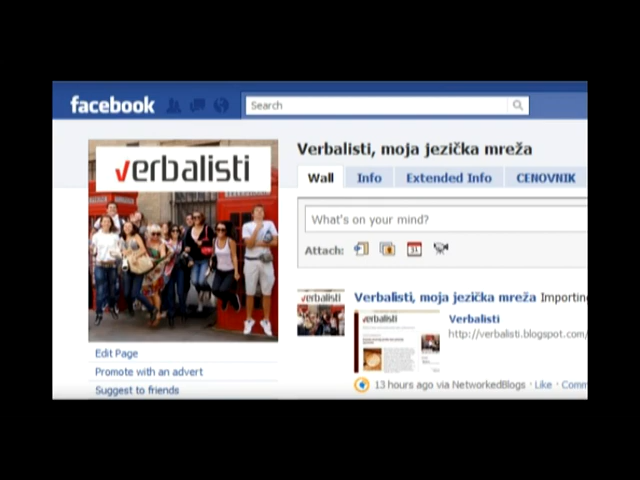 facebook
Search
verbalisti
Verbalisti, moja jezička mreža
Wall
Info
Extended Info
CENOVNIK
What's on your mind?
Attach:
31
verbalisti
Verbalisti, moja jezička mreža Importin
verbalisti
Verbalisti
http://verbalisti.blogspot.com/
13 hours ago via NetworkedBlogs · Like · Comm
Edit Page
Promote with an advert
Suggest to friends